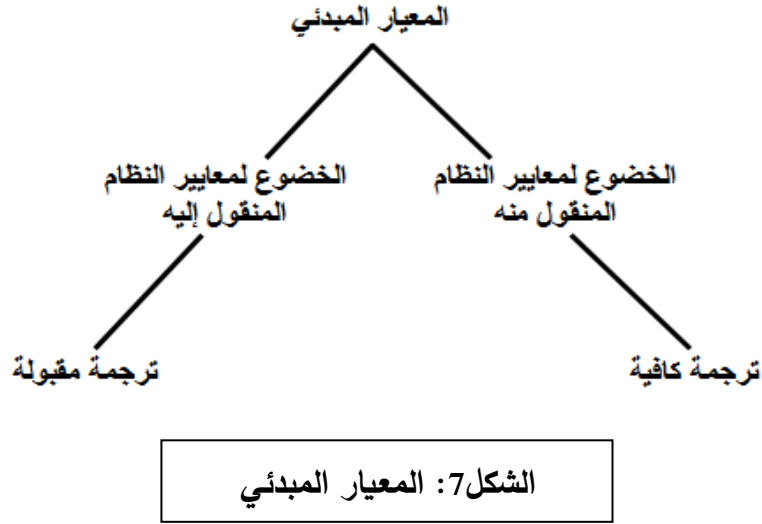 المعيار المبدئي
الخضوع لمعايير النظام
المنقول منه
الخضوع لمعايير النظام
المنقول إليه
ترجمة كافية
ترجمة مقبولة
الشكل7: المعيار المبدئي